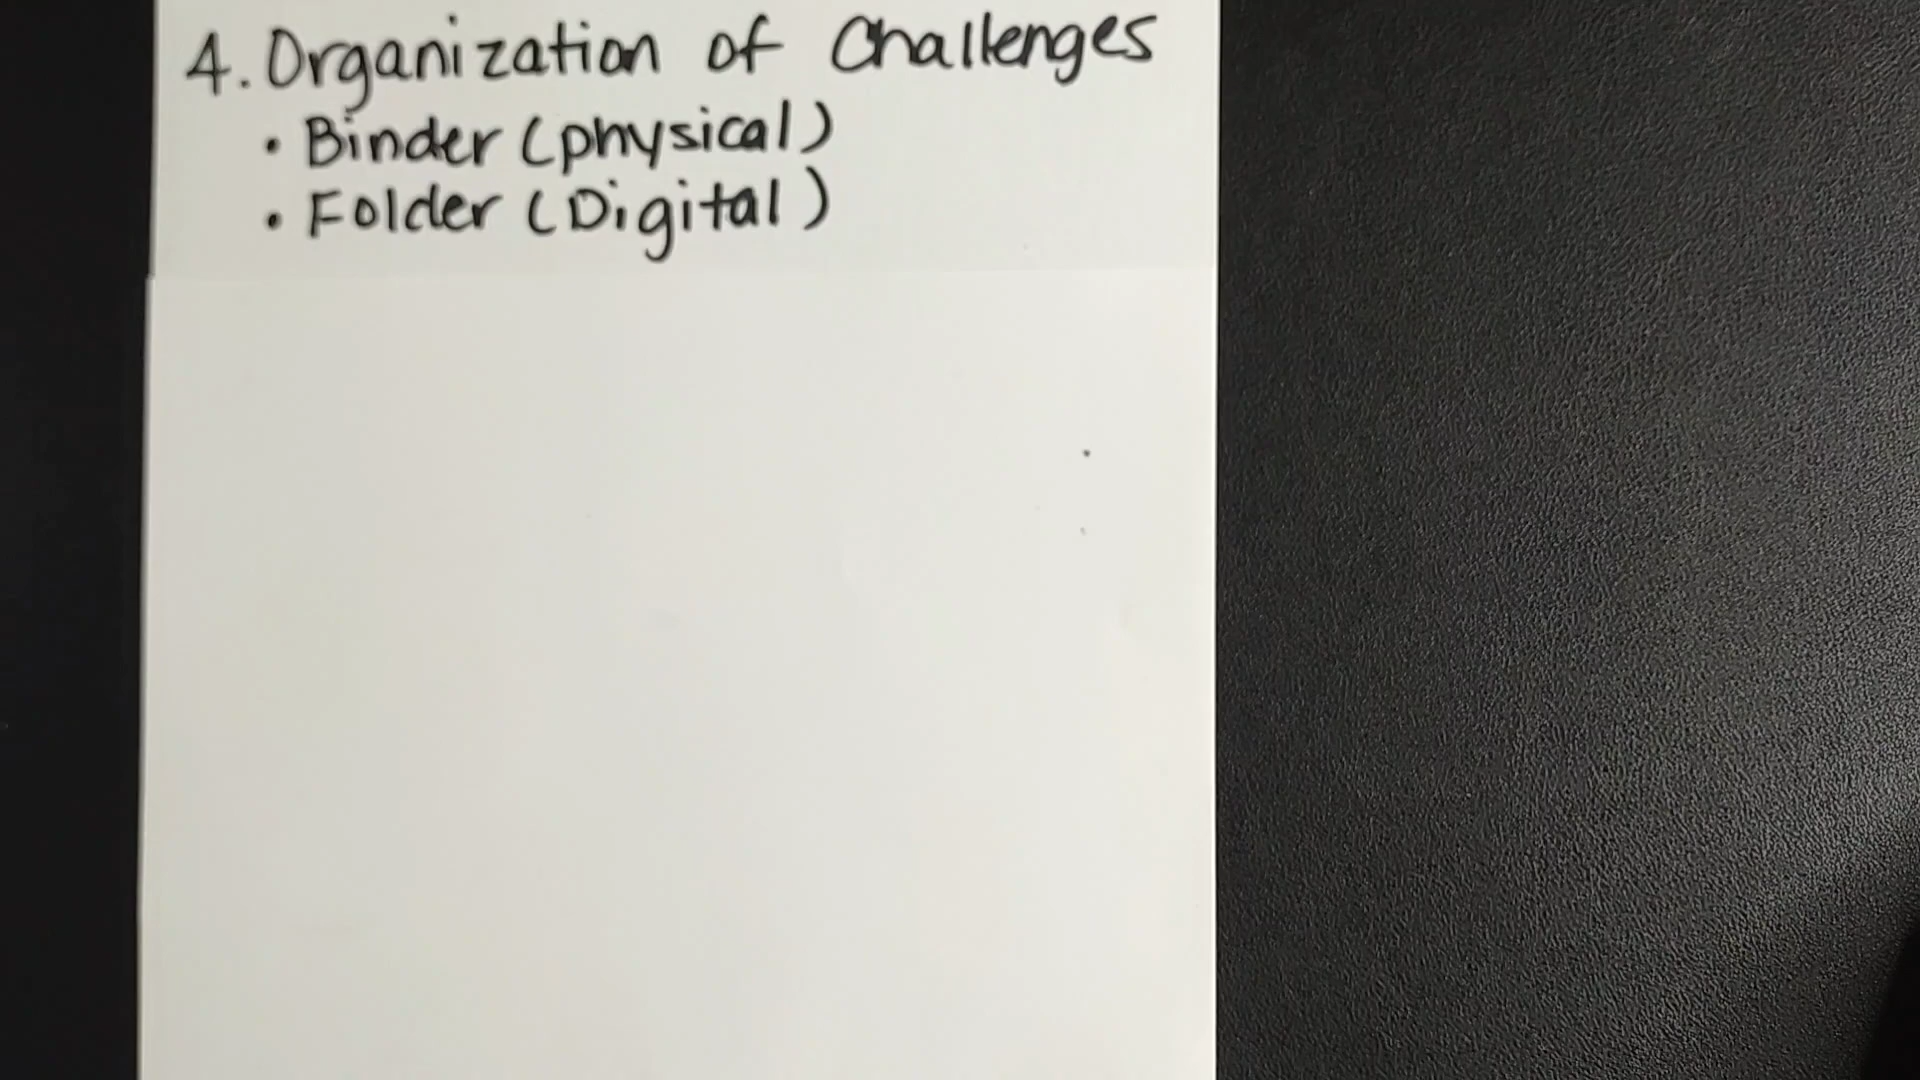 4. Organization of Challenges
• Binder (physical)
• Folder (Digital)